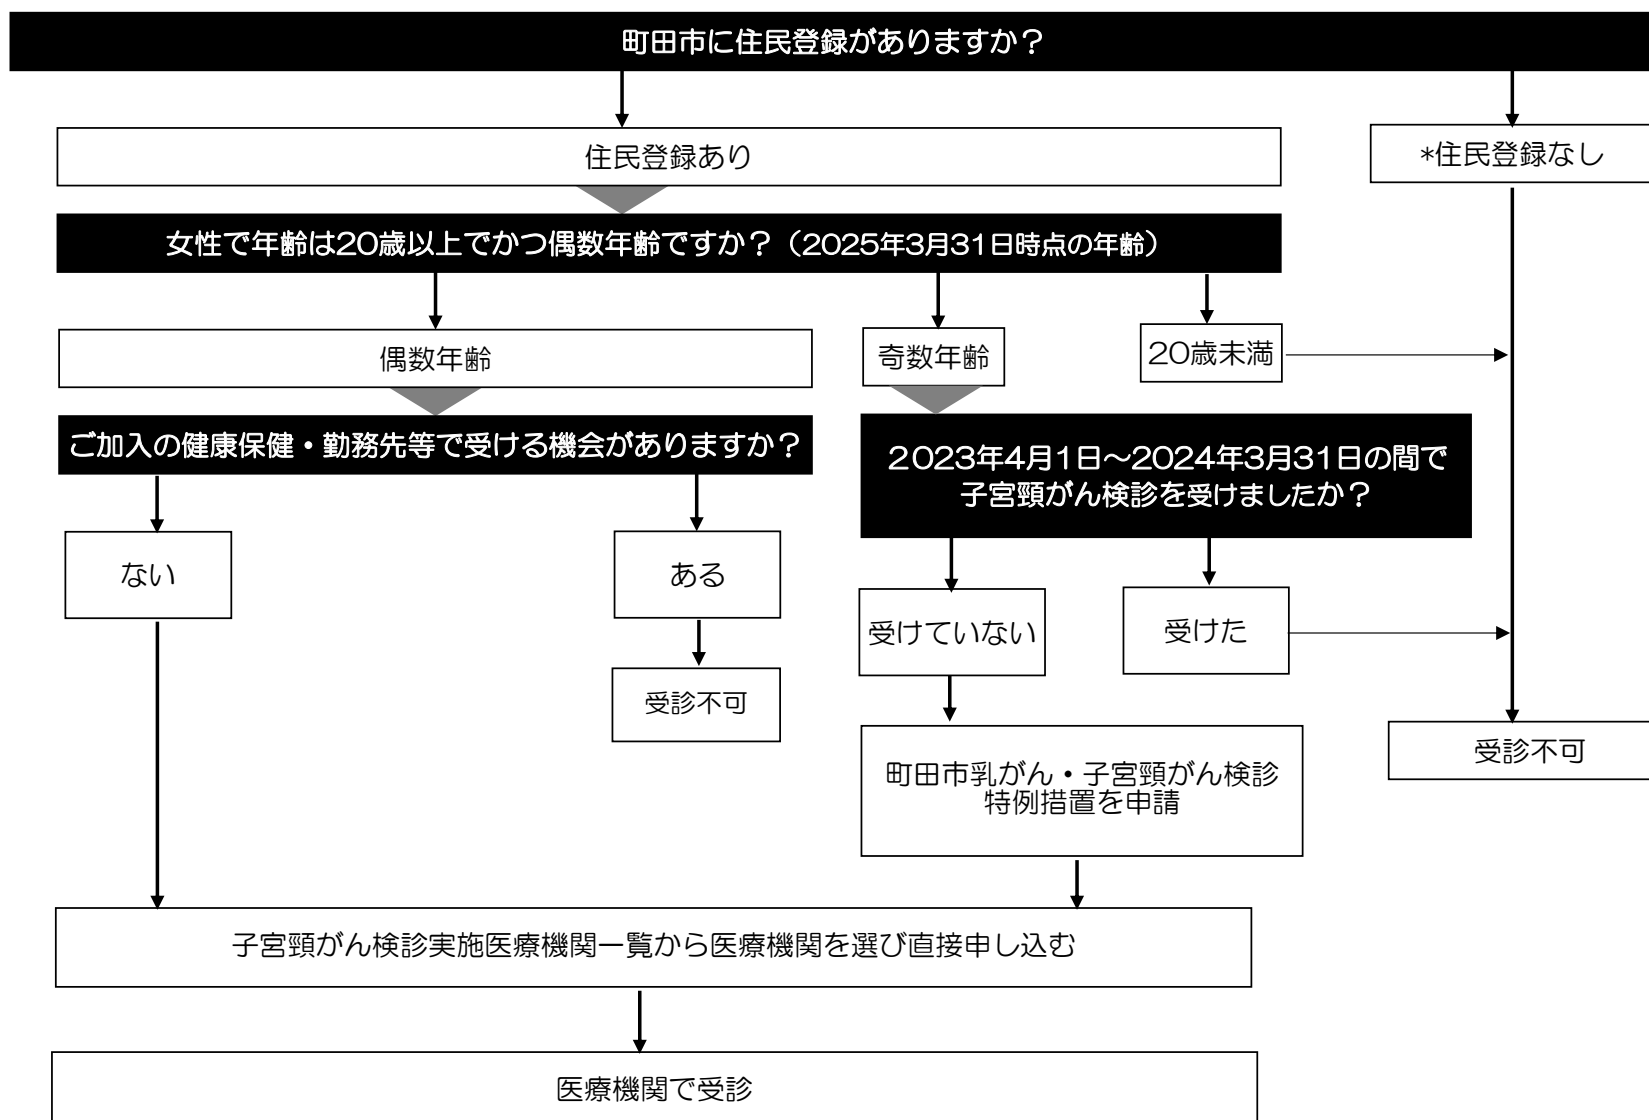 町田市に住民登録がありますか？
住民登録あり
*住民登録なし
女性で年齢は20歳以上でかつ偶数年齢ですか？（2025年3月31日時点の年齢）
偶数年齢
奇数年齢
20歳未満
ご加入の健康保健・勤務先等で受ける機会がありますか？
2023年4月1日～2024年3月31日の間で
子宮頸がん検診を受けましたか？
ない
ある
受けていない
受けた
受診不可
町田市乳がん・子宮頸がん検診
特例措置を申請
受診不可
子宮頸がん検診実施医療機関一覧から医療機関を選び直接申し込む
医療機関で受診